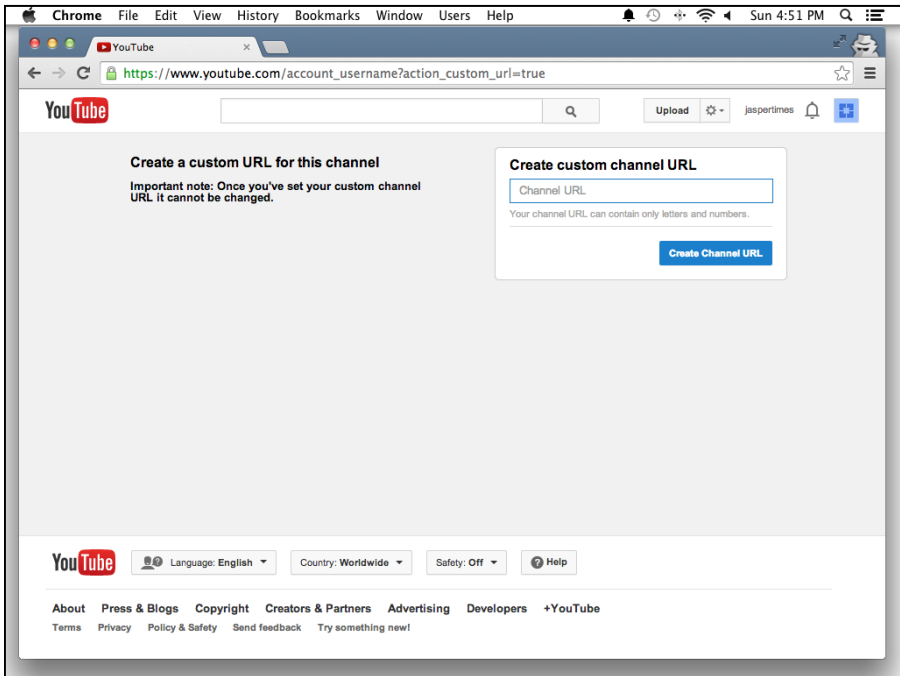 Chrome File Edit View History Bookmarks Window Users Help Sun 4:51 PM
YouTube
https://www.youtube.com/account_username?action_custom_url=true
YouTube Upload jaspertimes
Create a custom URL for this channel
Important note: Once you've set your custom channel
URL it cannot be changed.
Create custom channel URL
Channel URL
Your channel URL can contain only letters and numbers.
Create Channel URL
YouTube Language: English Country: Worldwide Safety: Off Help
About Press & Blogs Copyright Creators & Partners Advertising Developers +YouTube
Terms Privacy Policy & Safety Send feedback Try something new!